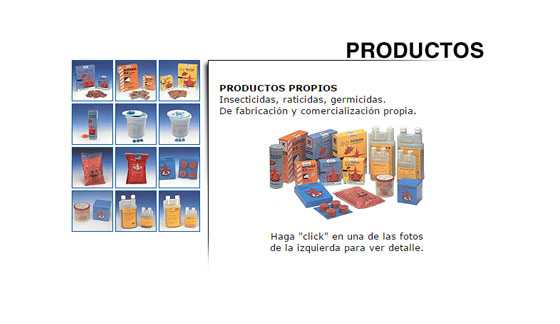 PRODUCTOS
PRODUCTOS PROPIOS
Insecticidas, raticidas, germicidas.
De fabricación y comercialización propia.
Haga "click" en una de las fotos
de la izquierda para ver detalle.